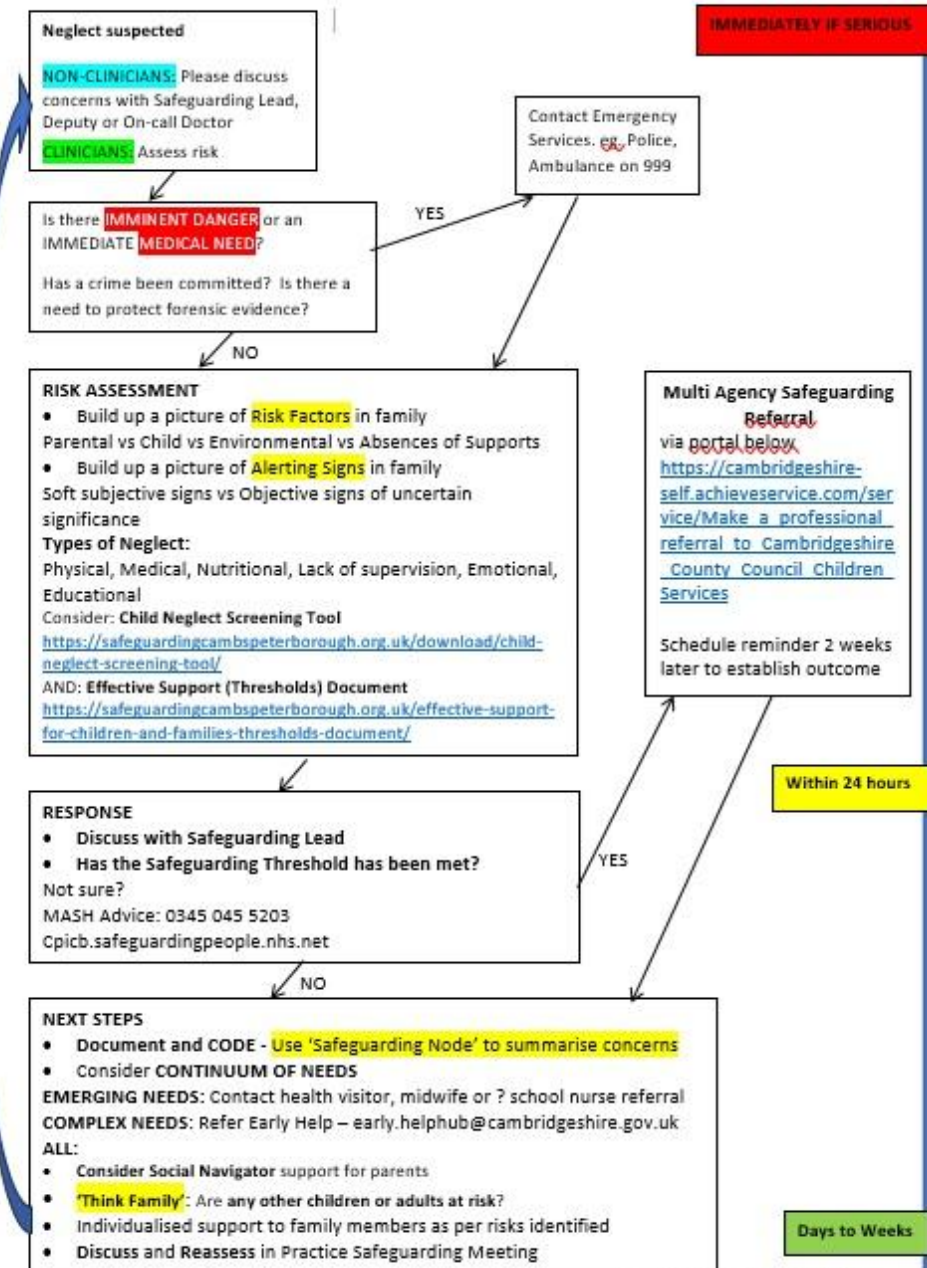 IMMEDIATELY IF SERIOUS
Neglect suspected
NON-CLINICIANS: Please discuss
concerns with Safeguarding Lead,
Deputy or On-call Doctor
CLINICIANS: Assess risk
Contact Emergency
Services. eg. Police,
Ambulance on 999
Is there IMMINENT DANGER or an
IMMEDIATE MEDICAL NEED?
Has a crime been committed? Is there a
need to protect forensic evidence?
YES
NO
RISK ASSESSMENT
• Build up a picture of Risk Factors in family
Parental vs Child vs Environmental vs Absences of Supports
• Build up a picture of Alerting Signs in family
Soft subjective signs vs Objective signs of uncertain
significance
Types of Neglect:
Physical, Medical, Nutritional, Lack of supervision, Emotional,
Educational
Consider: Child Neglect Screening Tool
https://safeguardingcambspeterborough.org.uk/download/child-
neglect-screening-tool/
AND: Effective Support (Thresholds) Document
https://safeguardingcambspeterborough.org.uk/effective-support-
for-children-and-families-thresholds-document/
Multi Agency Safeguarding
Referral
via portal below
https://cambridgeshire-
self.achieveservice.com/ser
vice/Make_a_professional_
referral_to_Cambridgeshire
_County_Council_Children_
Services
Schedule reminder 2 weeks
later to establish outcome
Within 24 hours
RESPONSE
• Discuss with Safeguarding Lead
• Has the Safeguarding Threshold has been met?
Not sure?
MASH Advice: 0345 045 5203
Cpicb.safeguardingpeople.nhs.net
YES
NO
NEXT STEPS
• Document and CODE - Use 'Safeguarding Node' to summarise concerns
• Consider CONTINUUM OF NEEDS
EMERGING NEEDS: Contact health visitor, midwife or ? school nurse referral
COMPLEX NEEDS: Refer Early Help – early.helphub@cambridgeshire.gov.uk
ALL:
• Consider Social Navigator support for parents
• 'Think Family': Are any other children or adults at risk?
• Individualised support to family members as per risks identified
• Discuss and Reassess in Practice Safeguarding Meeting
Days to Weeks